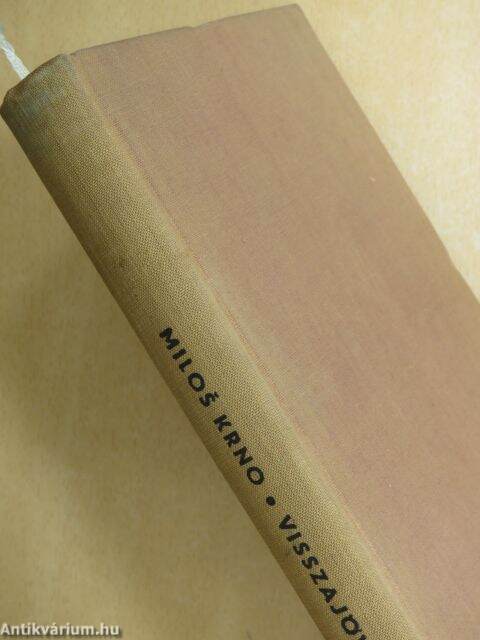 MILOŠ KRNO • VISSZAJÖ
Antikvárium.hu